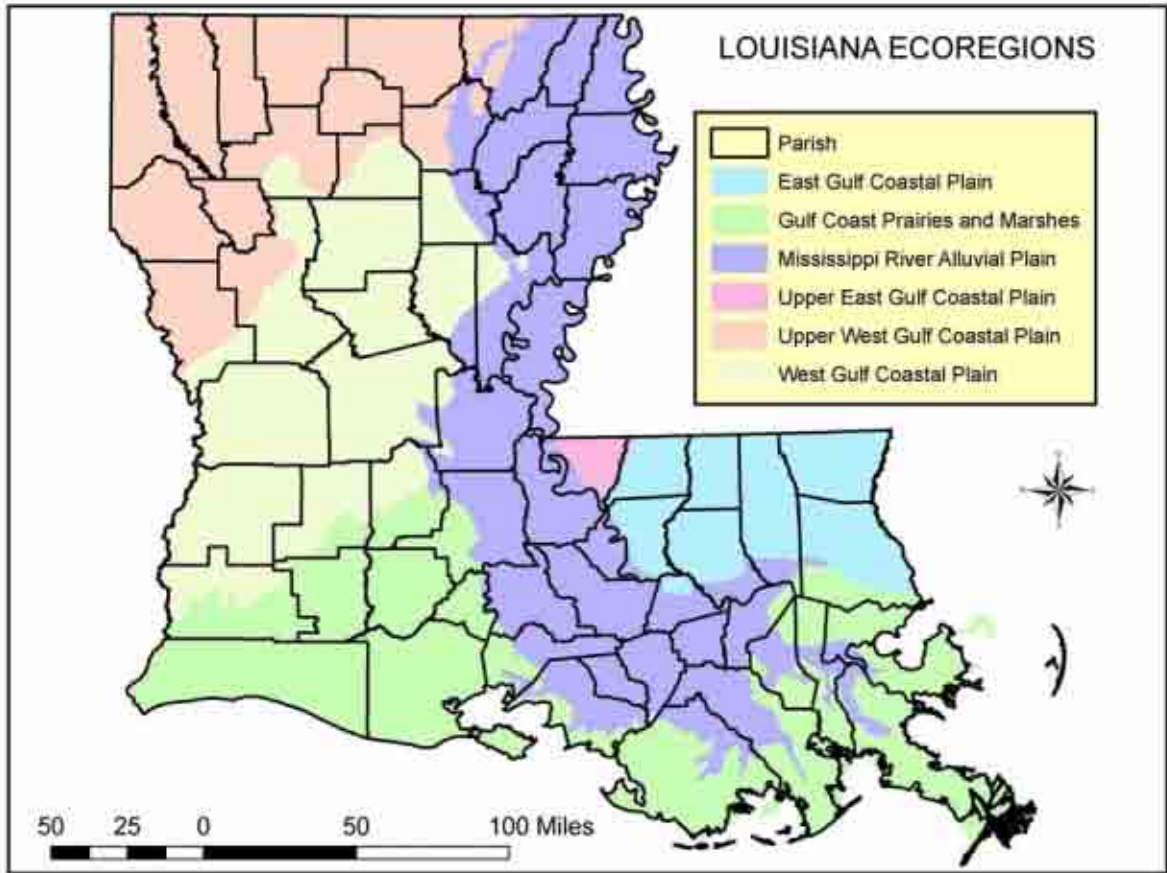 LOUISIANA ECOREGIONS
Parish
East Gulf Coastal Plain
Gulf Coast Prairies and Marshes
Mississippi River Alluvial Plain
Upper East Gulf Coastal Plain
Upper West Gulf Coastal Plain
West Gulf Coastal Plain
50 25 0 50 100 Miles